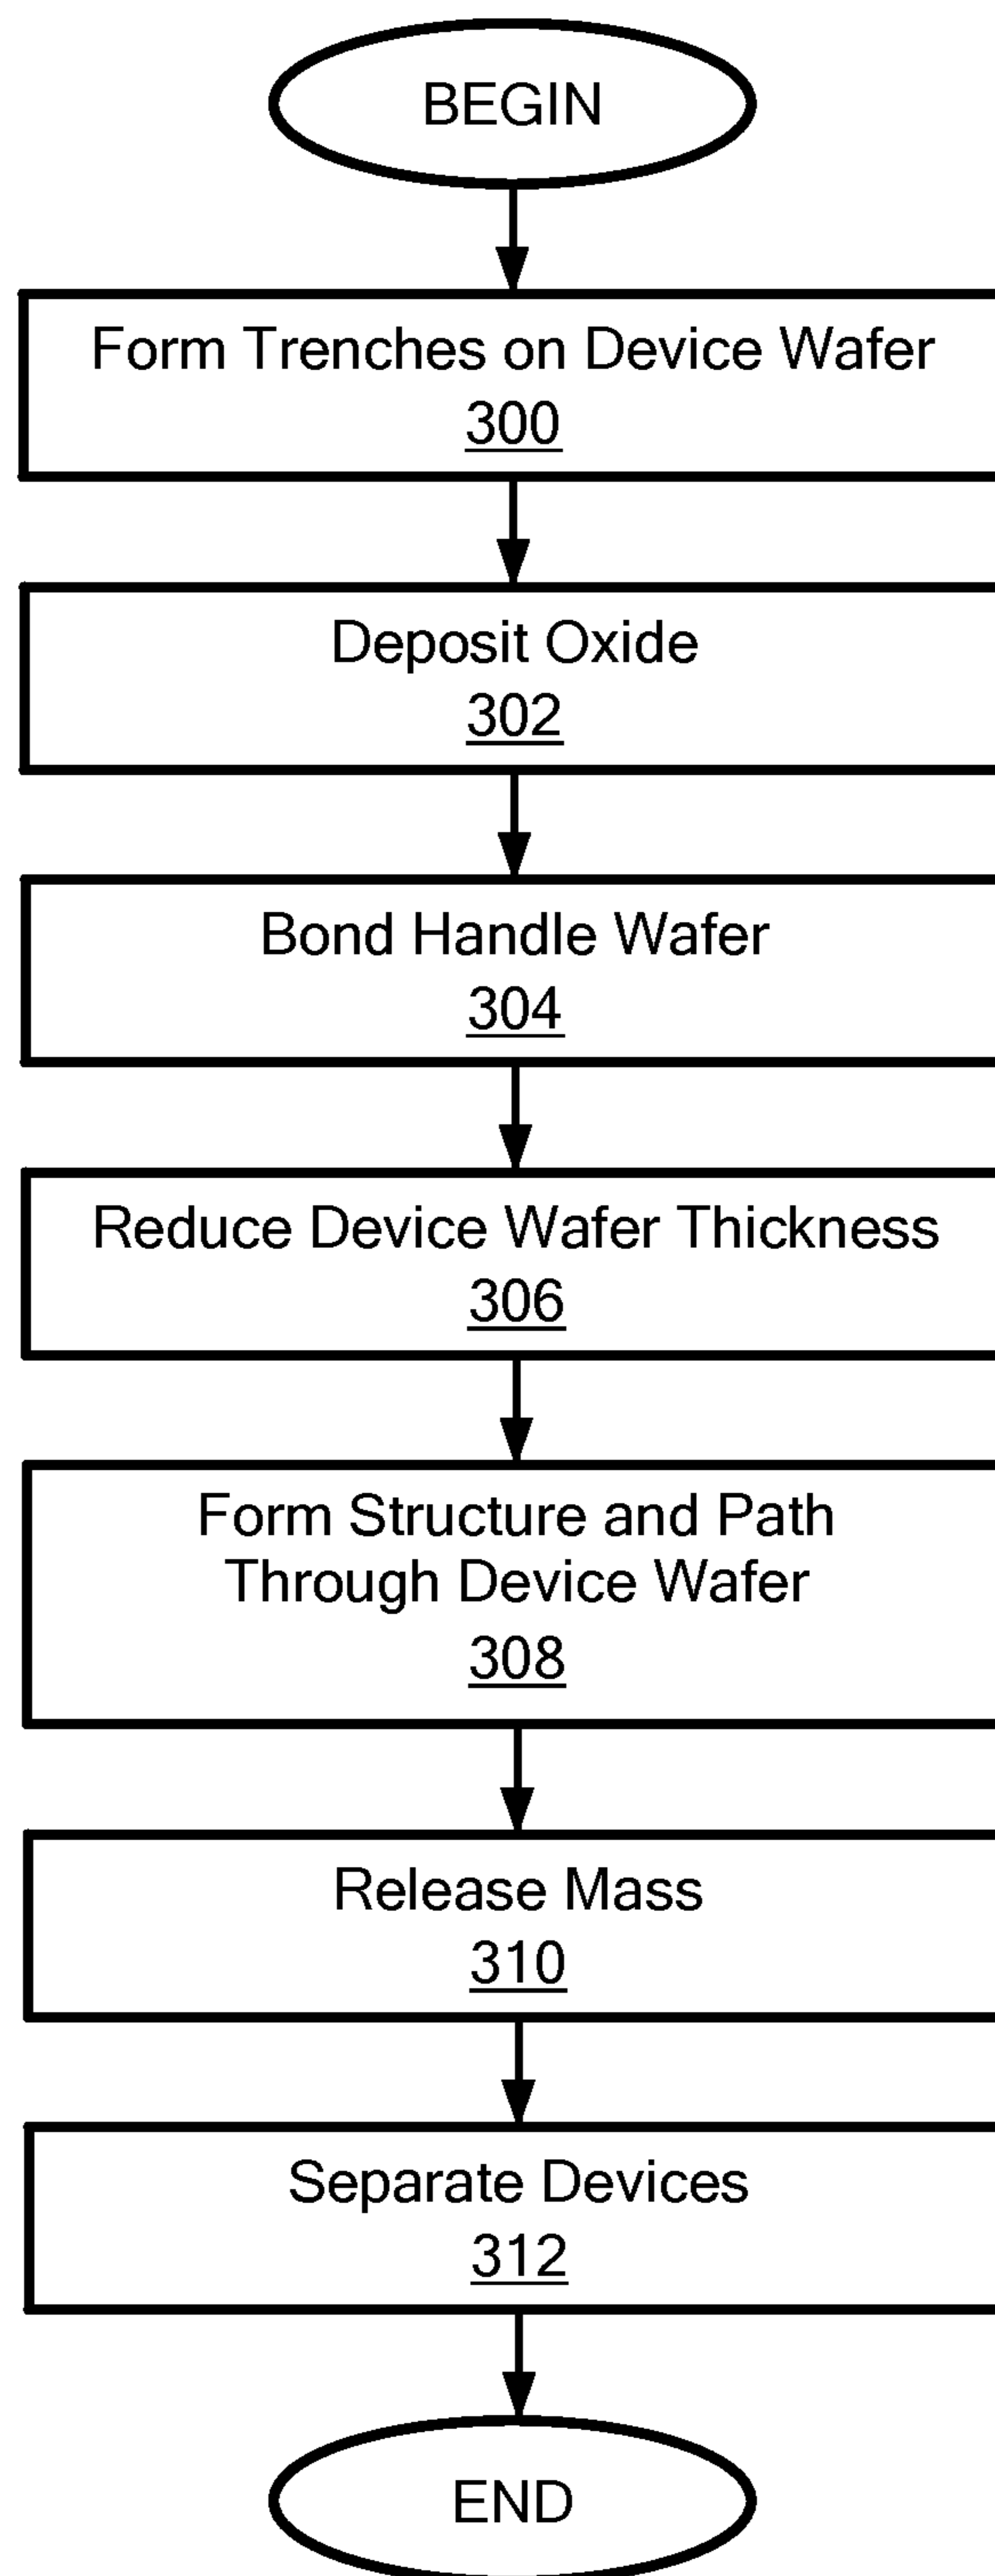 BEGIN
Form Trenches on Device Wafer
300
Deposit Oxide
302
Bond Handle Wafer
304
Reduce Device Wafer Thickness
306
Form Structure and Path
Through Device Wafer
308
Release Mass
310
Separate Devices
312
END